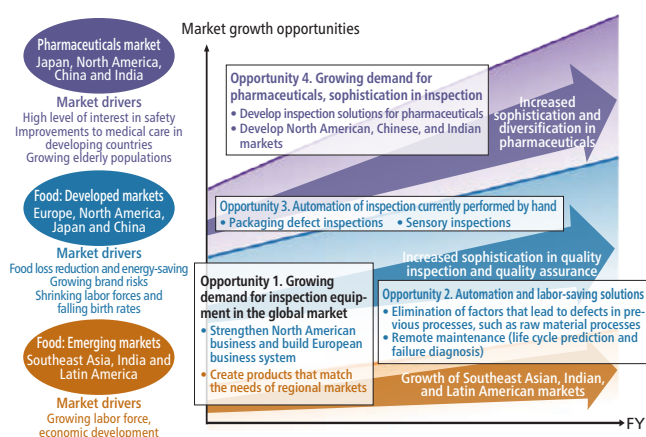 Market growth opportunities
Pharmaceuticals market
Japan, North America,
China and India
Market drivers
High level of interest in safety
Improvements to medical care in
developing countries
Growing elderly populations
Food: Developed markets
Europe, North America,
Japan and China
Market drivers
Food loss reduction and energy-saving
Growing brand risks
Shrinking labor forces and
falling birth rates
Food: Emerging markets
Southeast Asia, India and
Latin America
Market drivers
Growing labor force,
economic development
Opportunity 4. Growing demand for
pharmaceuticals, sophistication in inspection
• Develop inspection solutions for pharmaceuticals
• Develop North American, Chinese, and Indian
markets
Increased
sophistication and
diversification in
pharmaceuticals
Opportunity 3. Automation of inspection currently performed by hand
• Packaging defect inspections • Sensory inspections
Increased sophistication in quality
inspection and quality assurance
Opportunity 1. Growing
demand for inspection equip-
ment in the global market
• Strengthen North American
business and build European
business system
• Create products that match
the needs of regional markets
Opportunity 2. Automation and labor-saving solutions
• Elimination of factors that lead to defects in pre-
vious processes, such as raw material processes
• Remote maintenance (life cycle prediction and
failure diagnosis)
Growth of Southeast Asian, Indian,
and Latin American markets
FY